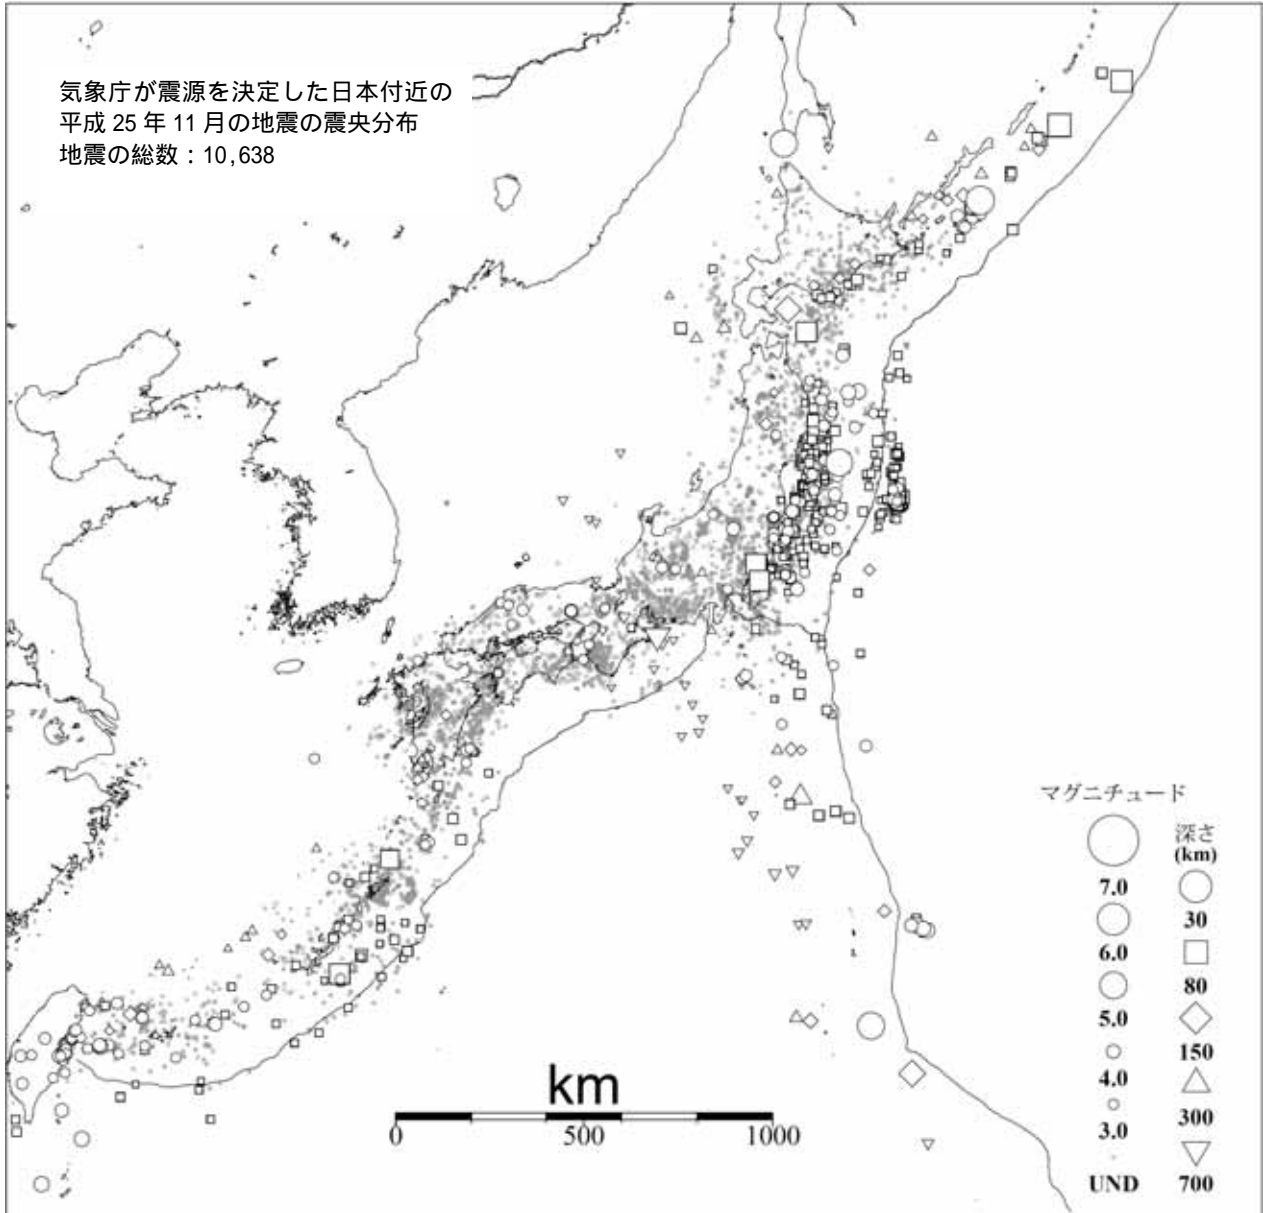 気象庁が震源を決定した日本付近の
平成 25 年 11 月の地震の震央分布
地震の総数：10,638
マグニチュード
深さ
(km)
7.0
30
6.0
80
5.0
150
4.0
300
3.0
UND 700
km
0 500 1000